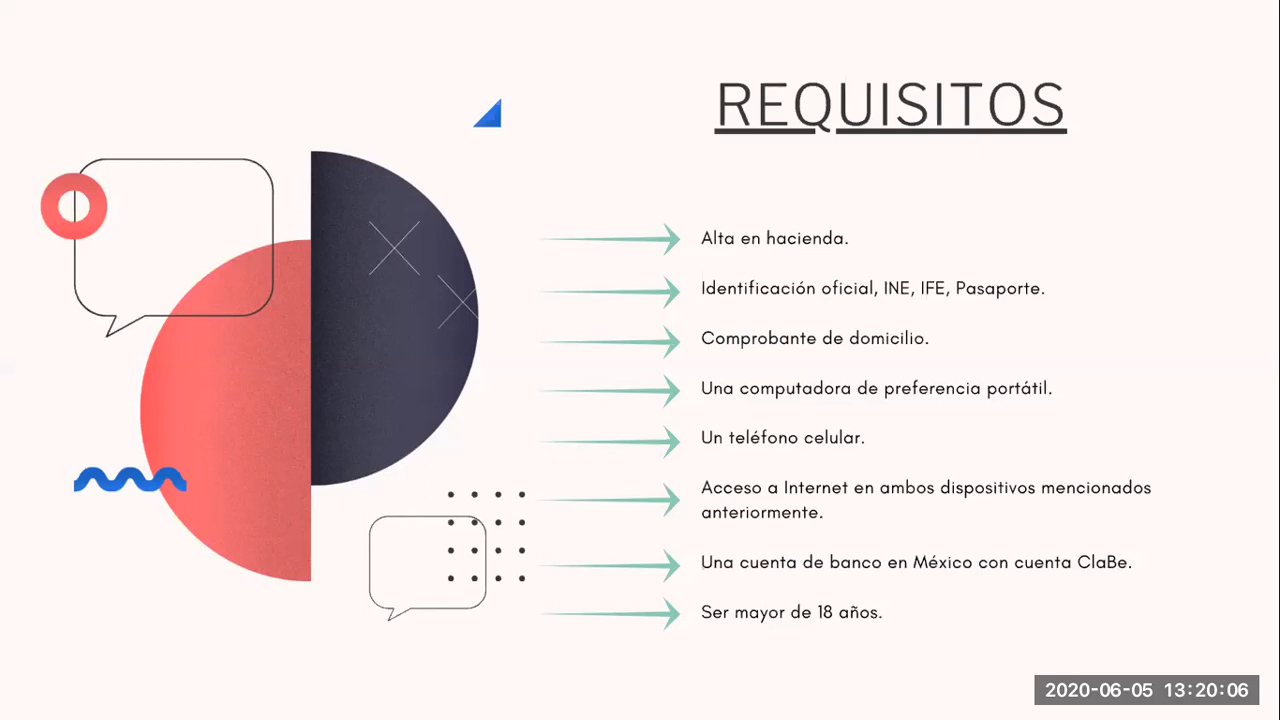 REQUISITOS
Alta en hacienda.
Identificación oficial, INE, IFE, Pasaporte.
Comprobante de domicilio.
Una computadora de preferencia portátil.
Un teléfono celular.
Acceso a Internet en ambos dispositivos mencionados
anteriormente.
Una cuenta de banco en México con cuenta ClaBe.
Ser mayor de 18 años.
2020-06-05 13:20:06